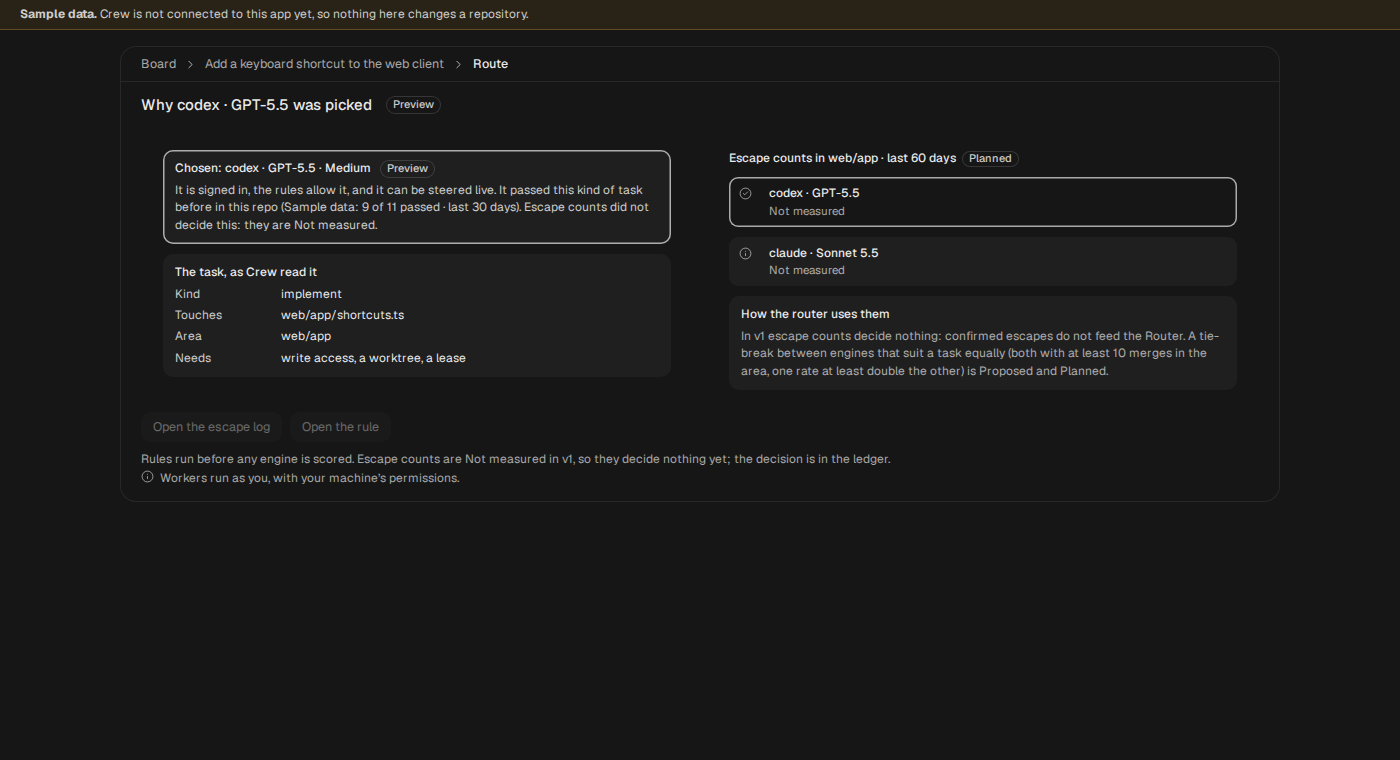 Sample data. Crew is not connected to this app yet, so nothing here changes a repository.
Board
Add a keyboard shortcut to the web client
Route
Why codex · GPT-5.5 was picked
Preview
Chosen: codex · GPT-5.5 · Medium
Preview
It is signed in, the rules allow it, and it can be steered live. It passed this kind of task
before in this repo (Sample data: 9 of 11 passed · last 30 days). Escape counts did not
decide this: they are Not measured.
The task, as Crew read it
Kind implement
Touches web/app/shortcuts.ts
Area web/app
Needs write access, a worktree, a lease
Escape counts in web/app · last 60 days
Planned
codex · GPT-5.5
Not measured
claude · Sonnet 5.5
Not measured
How the router uses them
In v1 escape counts decide nothing: confirmed escapes do not feed the Router. A tie-
break between engines that suit a task equally (both with at least 10 merges in the
area, one rate at least double the other) is Proposed and Planned.
Open the escape log
Open the rule
Rules run before any engine is scored. Escape counts are Not measured in v1, so they decide nothing yet; the decision is in the ledger.
Workers run as you, with your machine's permissions.